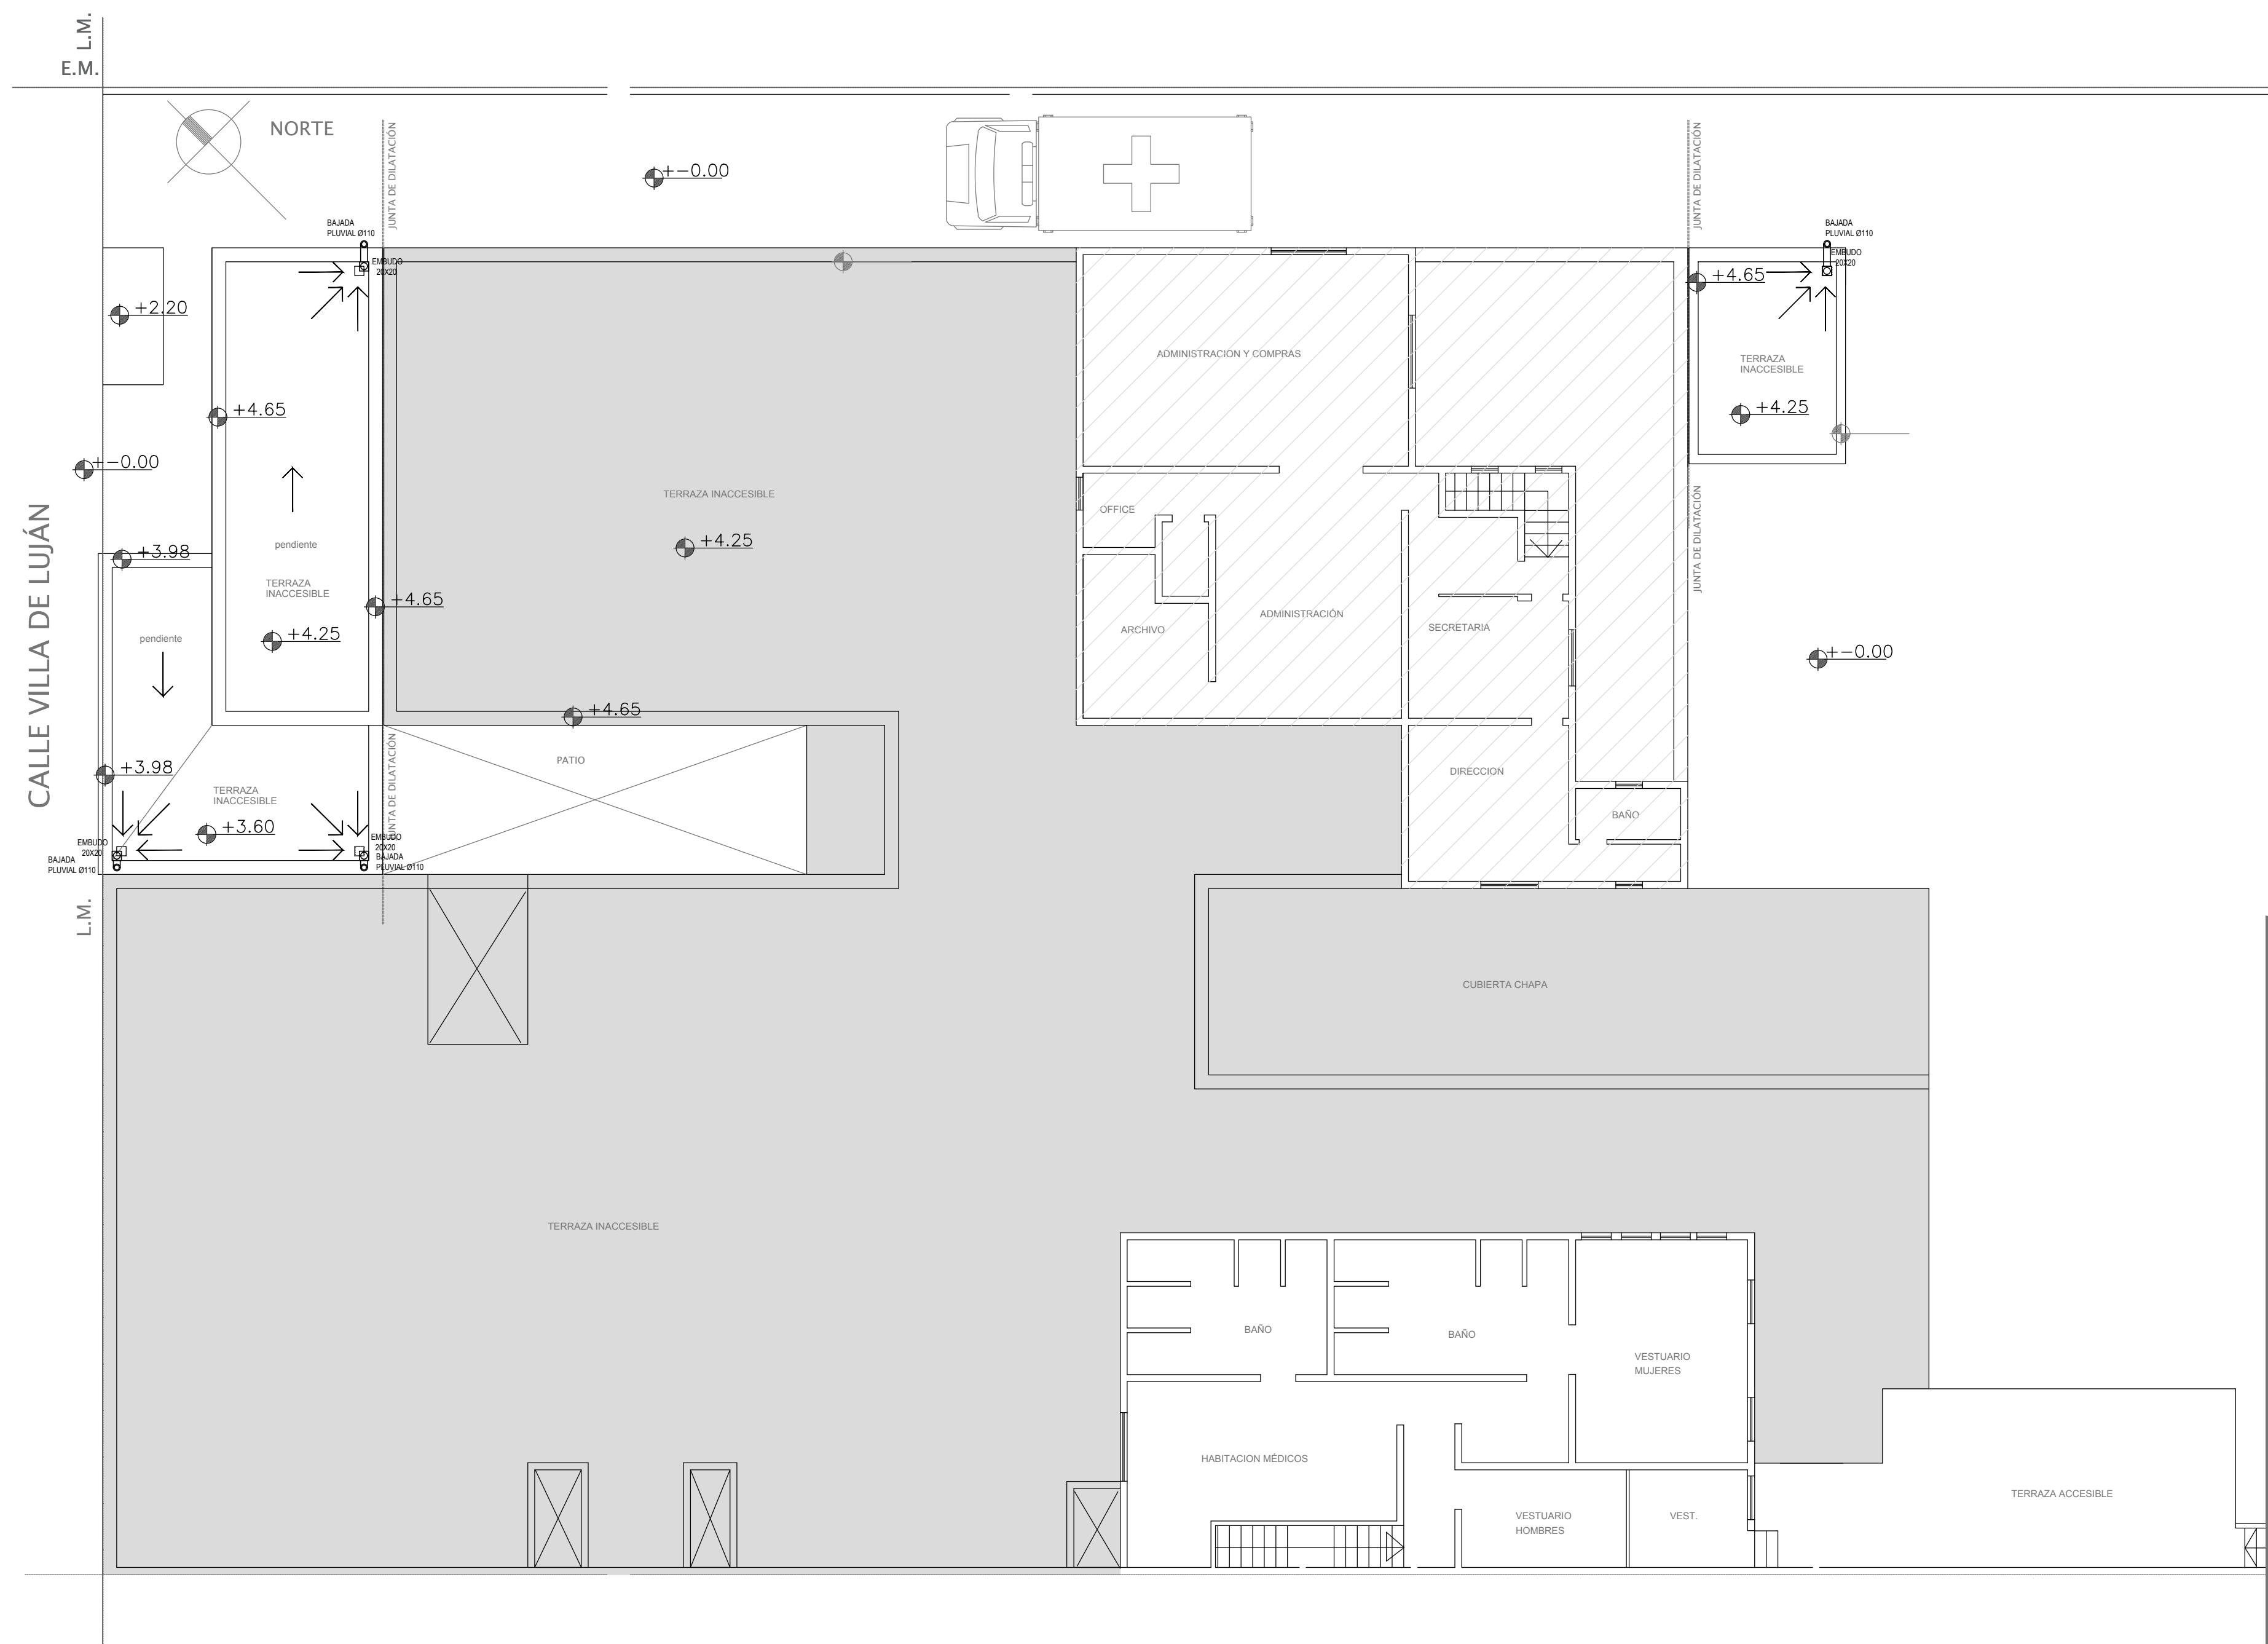 L.M.
E.M.
NORTE
JUNTA DE DILATACIÓN
JUNTA DE DILATACIÓN
+-0.00
BAJADA
PLUVIAL Ø110
EMBUDO
20X20
BAJADA
PLUVIAL Ø110
EMBUDO
20X20
+4.65
+2.20
ADMINISTRACION Y COMPRAS
TERRAZA
INACCESIBLE
+4.25
+4.65
+-0.00
TERRAZA INACCESIBLE
+4.25
OFFICE
JUNTA DE DILATACIÓN
CALLE VILLA DE LUJÁN
+3.98
pendiente
TERRAZA
INACCESIBLE
+4.65
+4.25
pendiente
ARCHIVO
ADMINISTRACIÓN
SECRETARIA
+-0.00
+4.65
PATIO
JUNTA DE DILATACIÓN
+3.98
DIRECCION
TERRAZA
INACCESIBLE
+3.60
BAÑO
EMBUDO
20X20
BAJADA
PLUVIAL Ø110
EMBUDO
20X20
BAJADA
PLUVIAL Ø110
L.M.
CUBIERTA CHAPA
TERRAZA INACCESIBLE
BAÑO
BAÑO
VESTUARIO
MUJERES
HABITACION MÉDICOS
TERRAZA ACCESIBLE
VESTUARIO
HOMBRES
VEST.